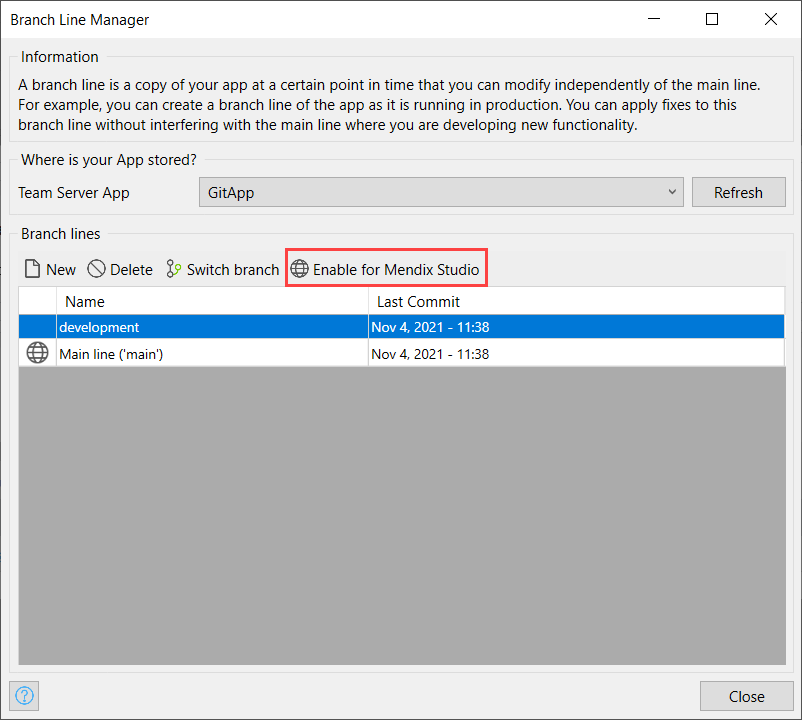 Branch Line Manager
Information
A branch line is a copy of your app at a certain point in time that you can modify independently of the main line.
For example, you can create a branch line of the app as it is running in production. You can apply fixes to this
branch line without interfering with the main line where you are developing new functionality.
Where is your App stored?
Team Server App GitApp Refresh
Branch lines
New Delete Switch branch Enable for Mendix Studio
Name Last Commit
development Nov 4, 2021 - 11:38
Main line ('main') Nov 4, 2021 - 11:38
? Close